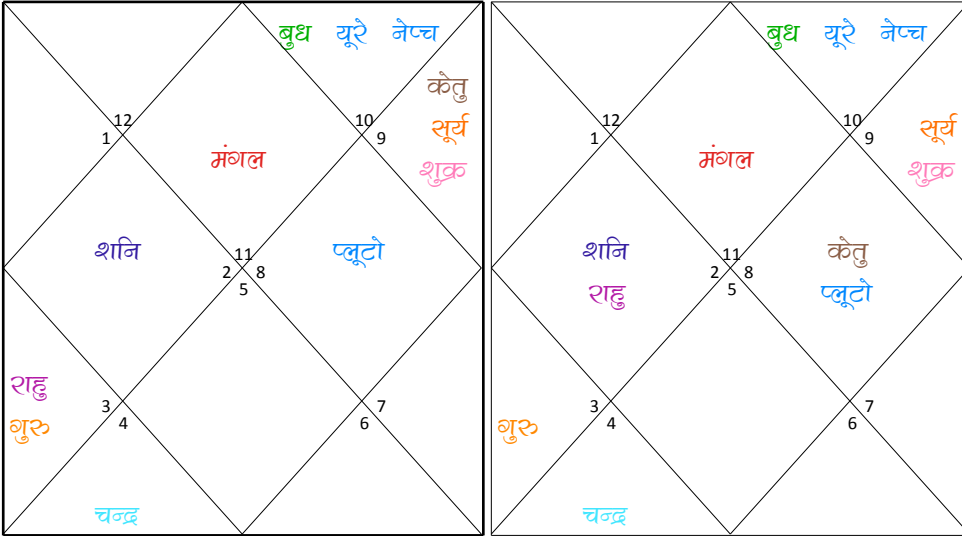 बुध यूरे नेप्च
केतु
सूर्य
शुक्र
12
1
10
9
मंगल
शनि
प्लूटो
11
2 8
5
राहु
गुरु
3
4
7
6
चन्द्र
बुध यूरे नेप्च
सूर्य
शुक्र
12
1
10
9
मंगल
शनि
राहु
केतु
प्लूटो
11
2 8
5
गुरु
3
4
7
6
चन्द्र